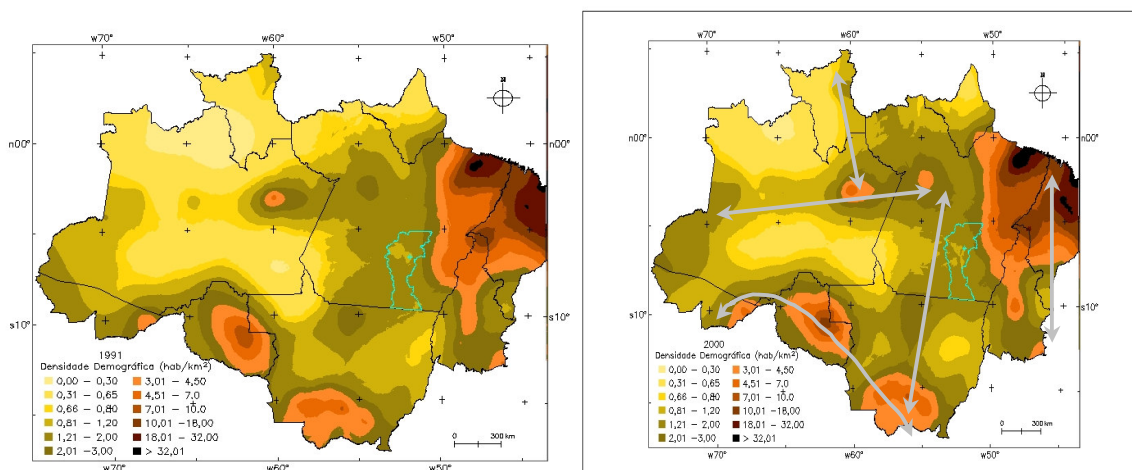 w70° w60° w50°
n00°
s10°
1991
Densidade Demográfica (hab/km²)
0,00 – 0,30 3,01 – 4,50
0,31 – 0,65 4,51 – 7.0
0,66 – 0,80 7,01 – 10.0
0,81 – 1,20 10,01 –18,00
1,21 – 2,00 18,01 – 32,00
2,01 –3,00 > 32,01
0 300 km
w70° w60° w50°
w70° w60° w50°
n00°
s10°
2000
Densidade Demográfica (hab/km²)
0,00 – 0,30 3,01 – 4,50
0,31 – 0,65 4,51 – 7.0
0,66 – 0,80 7,01 – 10.0
0,81 – 1,20 10,01 –18,00
1,21 – 2,00 18,01 – 32,00
2,01 –3,00 > 32,01
0 300 km
w70° w60° w50°